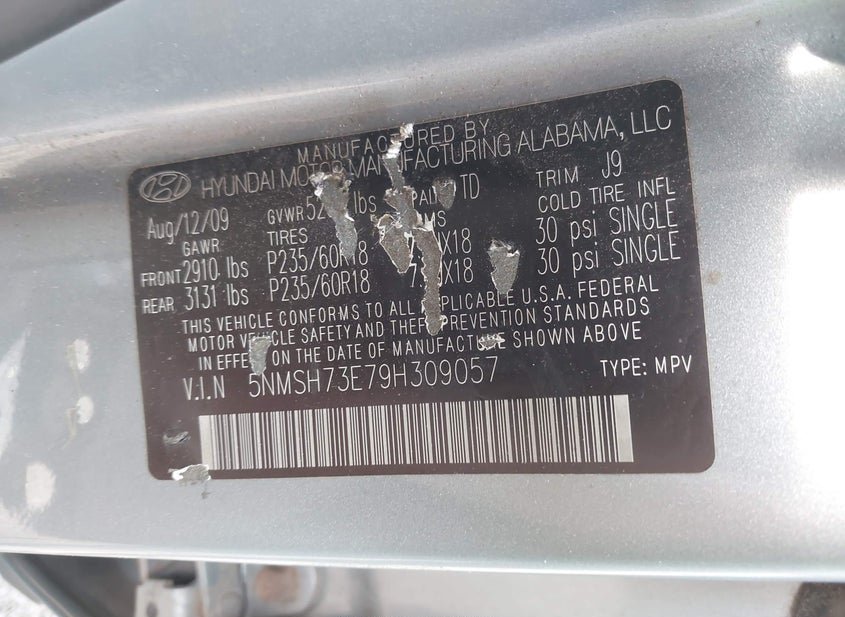 MANUFACTURED BY
HYUNDAI MOTOR MANUFACTURING ALABAMA, LLC
Aug/12/09 GVWR lbs TD TRIM J9
GAWR TIRES COLD TIRE INFL
FRONT 2910 lbs P235/60R18 30 psi SINGLE
REAR 3131 lbs P235/60R18 30 psi SINGLE
THIS VEHICLE CONFORMS TO ALL APPLICABLE U.S.A. FEDERAL
MOTOR VEHICLE SAFETY AND THEFT PREVENTION STANDARDS
IN EFFECT ON THE DATE OF MANUFACTURE SHOWN ABOVE
V.I.N 5NMSH73E79H309057 TYPE: MPV